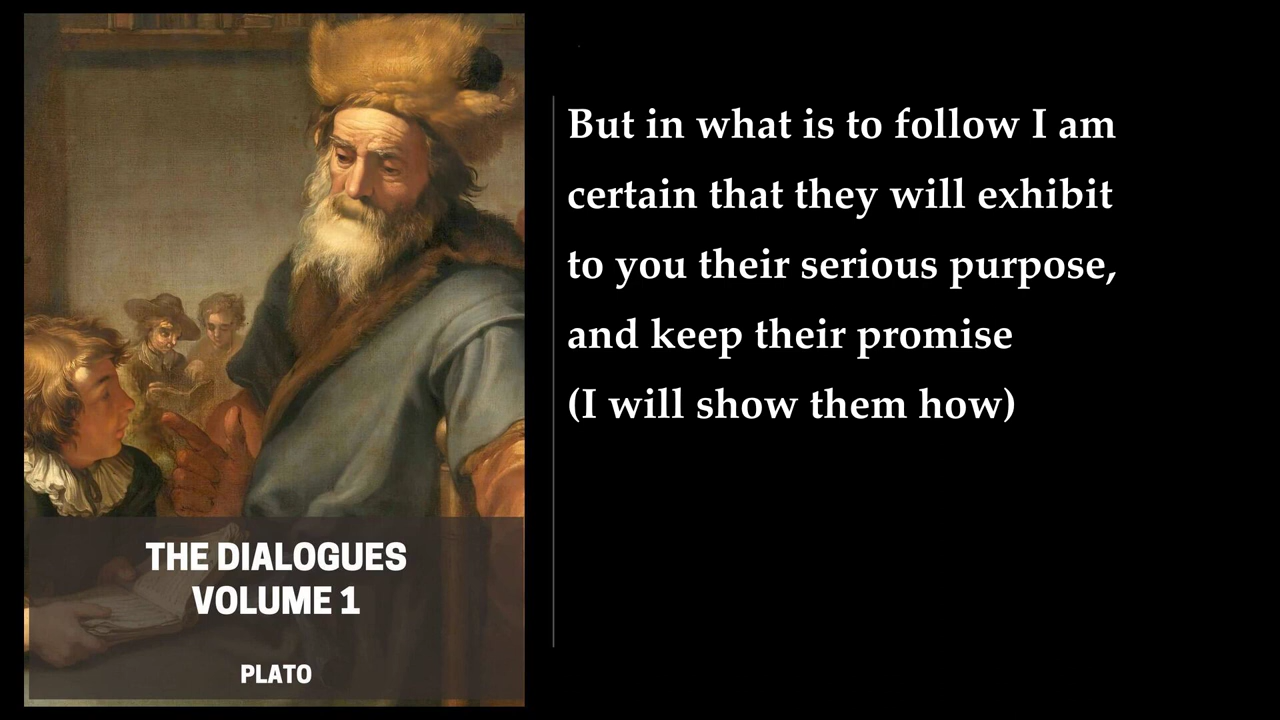 But in what is to follow I am
certain that they will exhibit
to you their serious purpose,
and keep their promise
(I will show them how)
THE DIALOGUES
VOLUME 1
PLATO